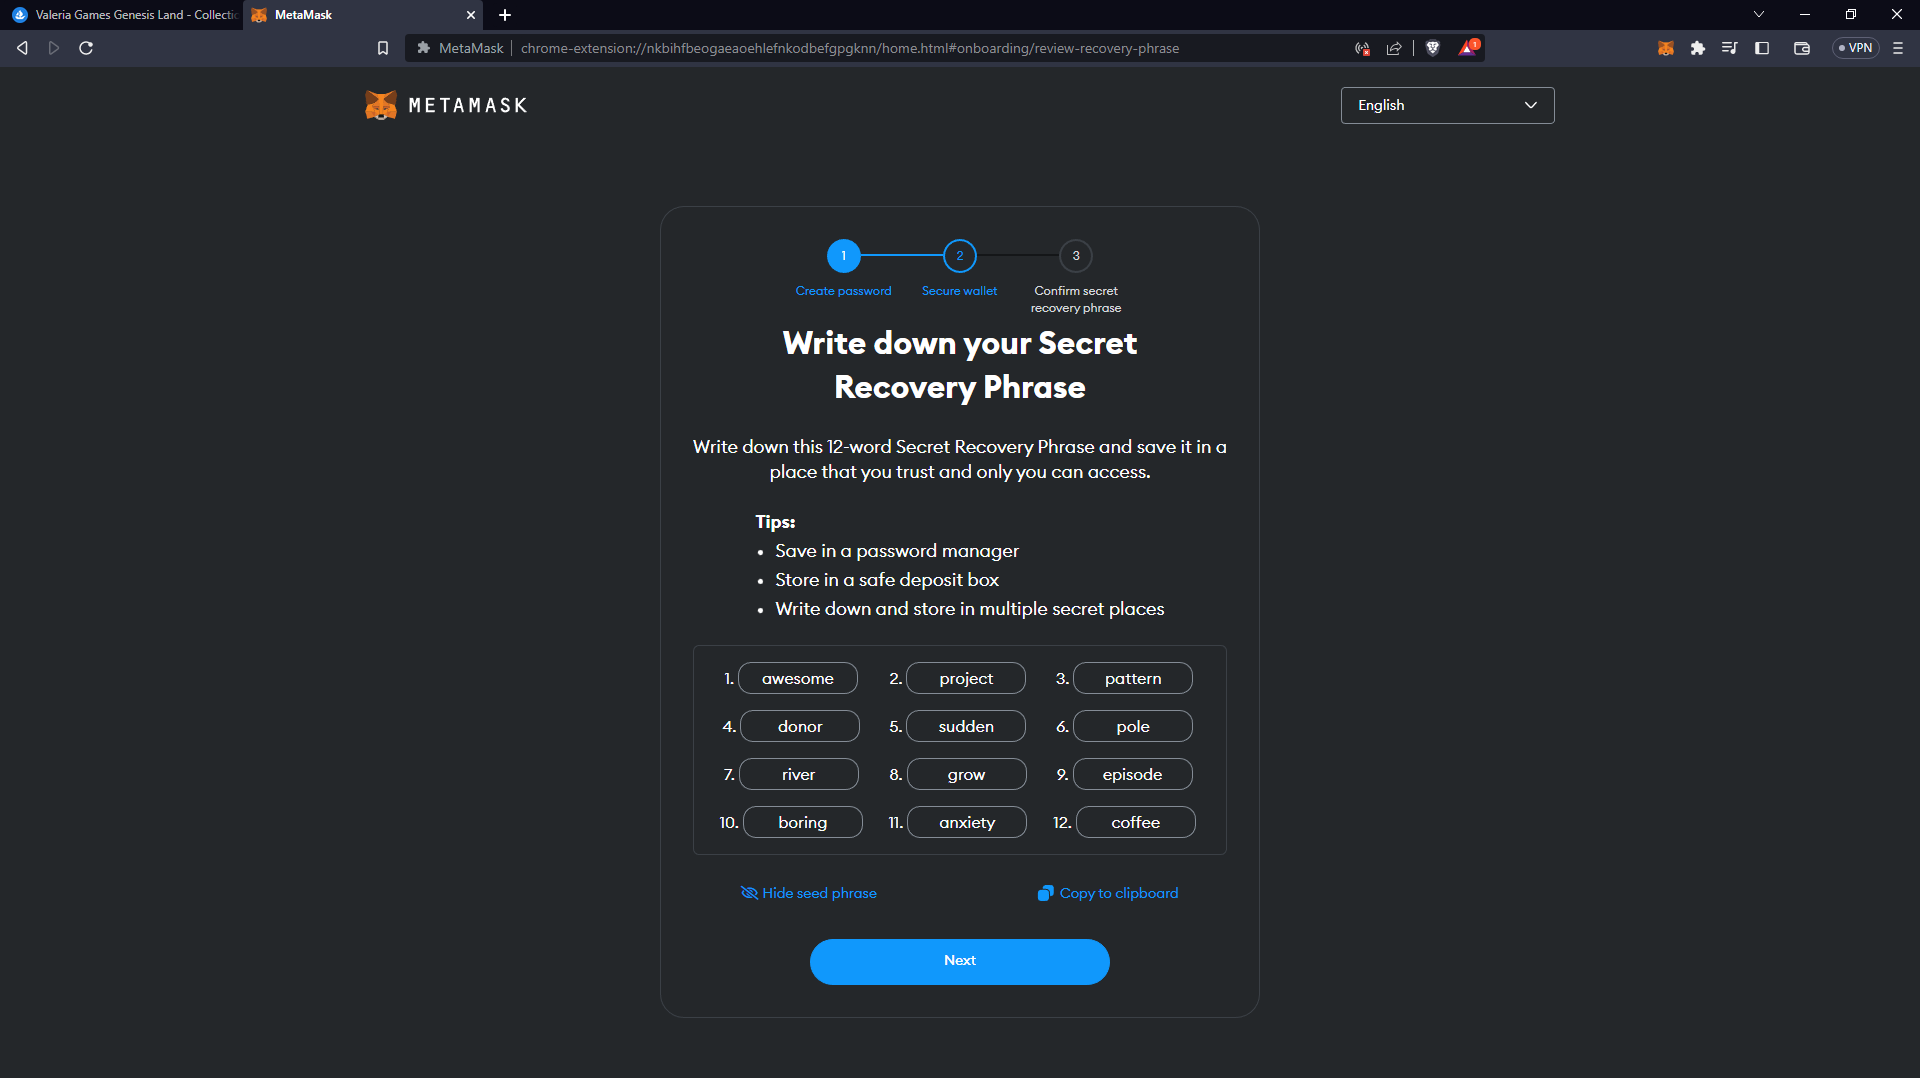 Valeria Games Genesis Land - Collectio
MetaMask
MetaMask
chrome-extension://nkbihfbeogaeaoehlefnkodbefgpgknn/home.html#onboarding/review-recovery-phrase
1
VPN
METAMASK
English
1
2
3
Create password
Secure wallet
Confirm secret
recovery phrase
Write down your Secret
Recovery Phrase
Write down this 12-word Secret Recovery Phrase and save it in a
place that you trust and only you can access.
Tips:
• Save in a password manager
• Store in a safe deposit box
• Write down and store in multiple secret places
1. awesome 2. project 3. pattern
4. donor 5. sudden 6. pole
7. river 8. grow 9. episode
10. boring 11. anxiety 12. coffee
Hide seed phrase
Copy to clipboard
Next